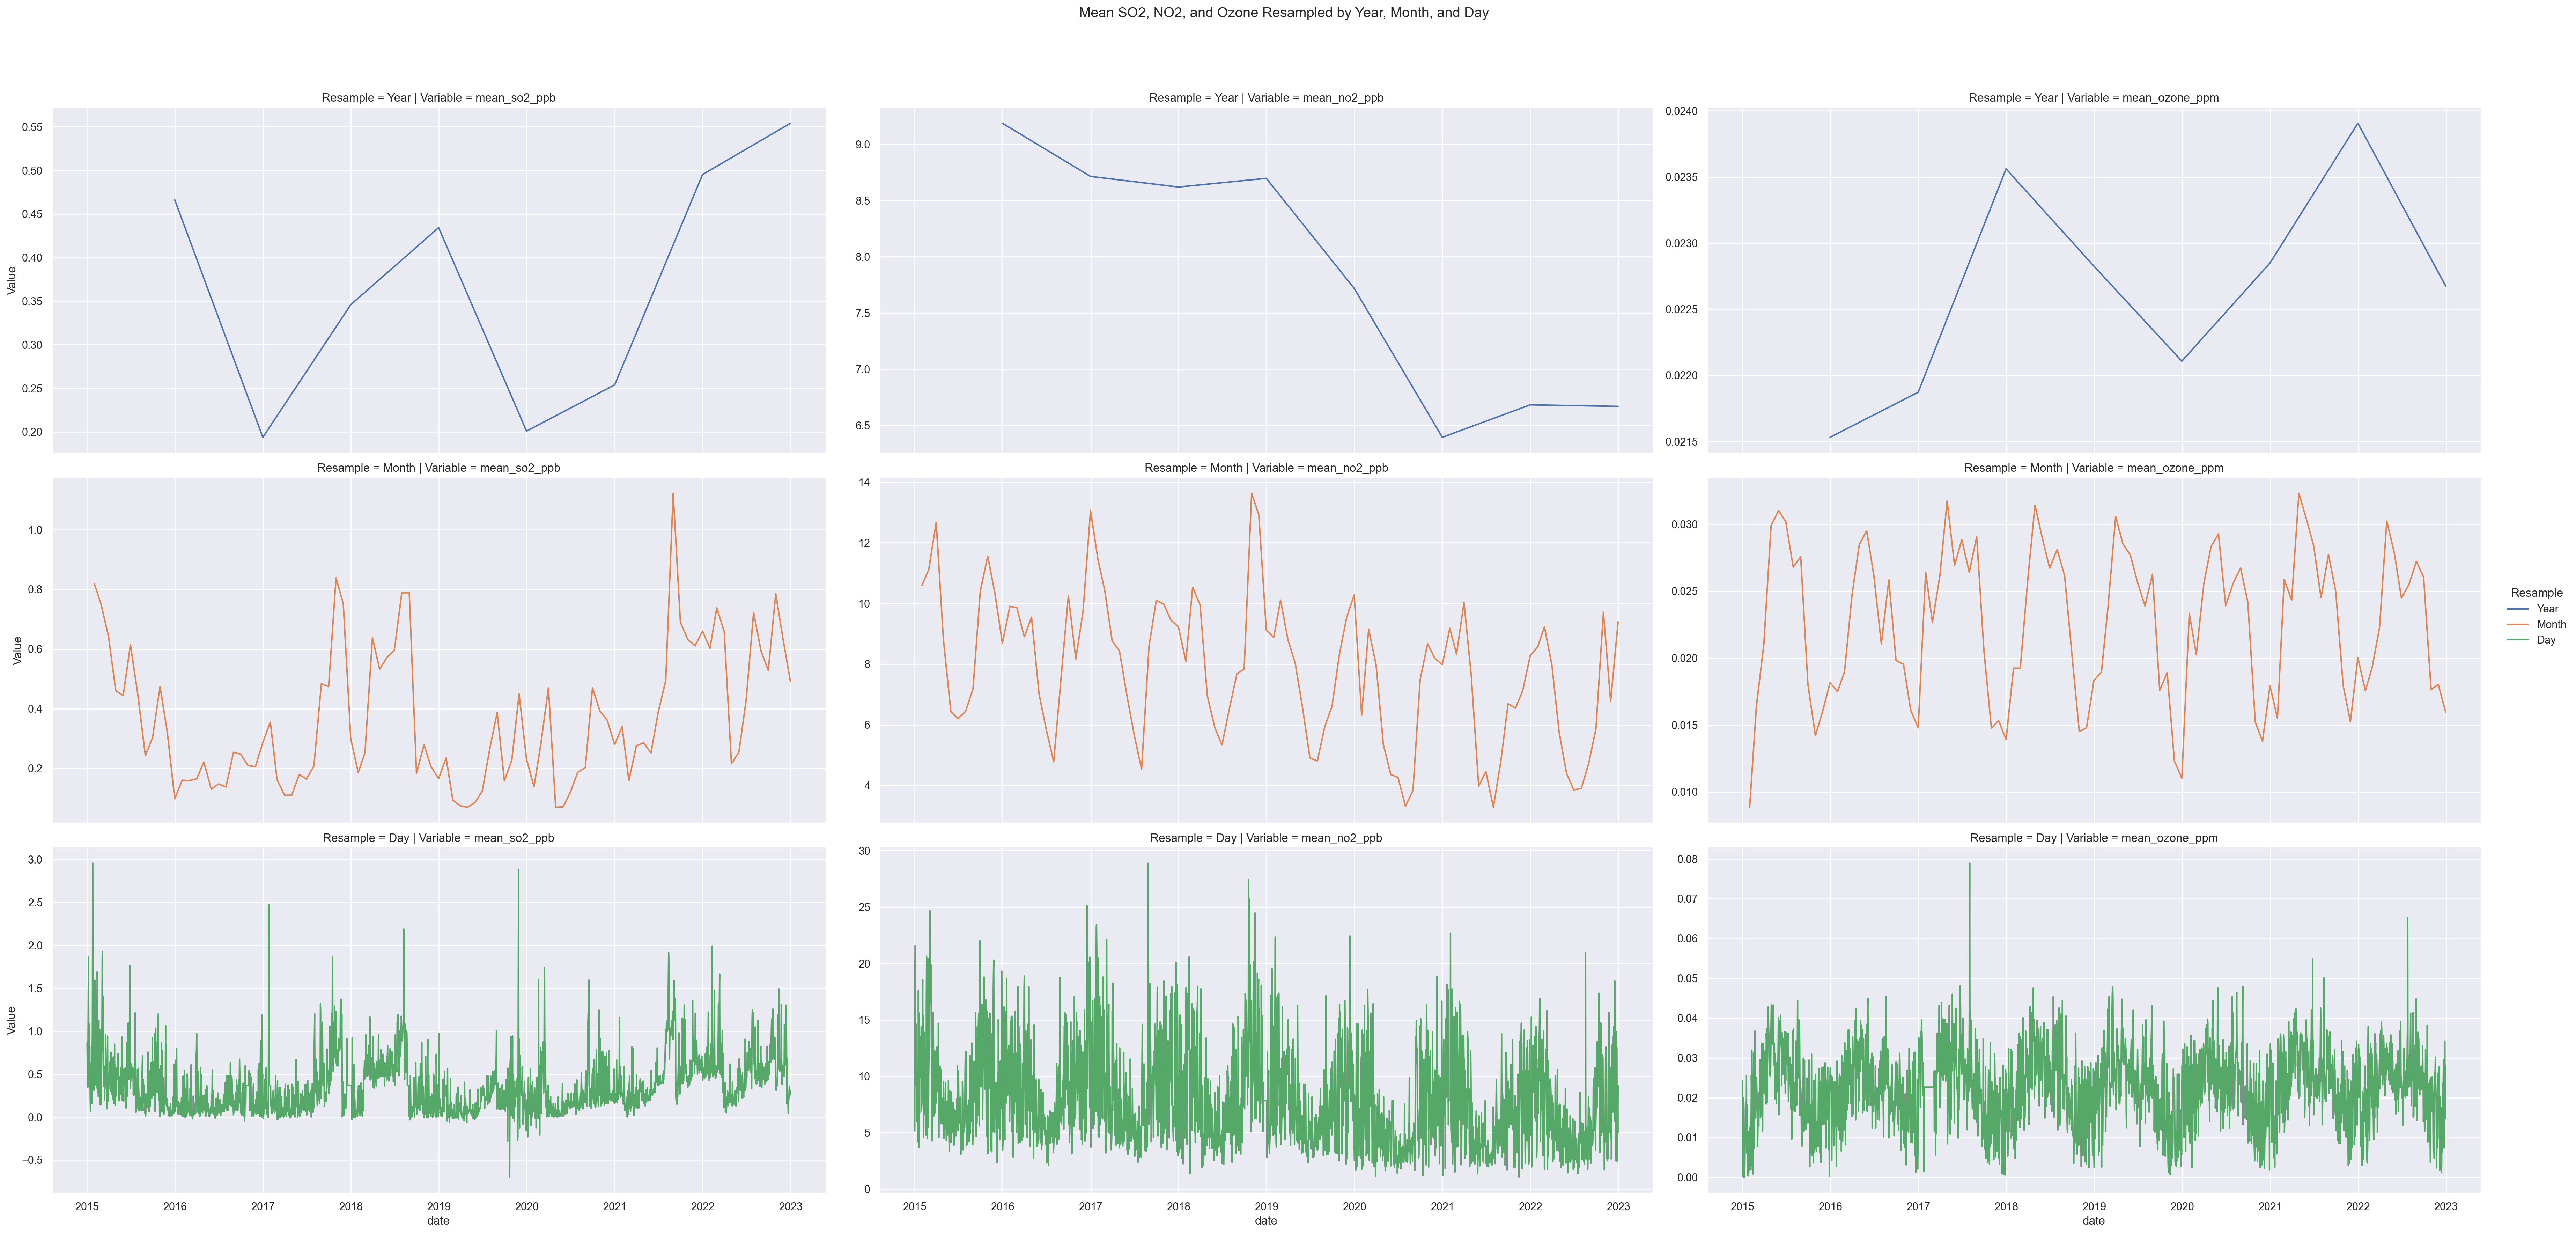 Mean SO2, NO2, and Ozone Resampled by Year, Month, and Day
Resample = Year | Variable = mean_so2_ppb
Resample = Year | Variable = mean_no2_ppb
Resample = Year | Variable = mean_ozone_ppm
0.55
0.50
0.45
0.40
0.35
0.30
0.25
0.20
Value
9.0
8.5
8.0
7.5
7.0
6.5
0.0240
0.0235
0.0230
0.0225
0.0220
0.0215
Resample = Month | Variable = mean_so2_ppb
Resample = Month | Variable = mean_no2_ppb
Resample = Month | Variable = mean_ozone_ppm
1.0
0.8
0.6
0.4
0.2
Value
14
12
10
8
6
4
0.030
0.025
0.020
0.015
0.010
Resample
Year
Month
Day
Resample = Day | Variable = mean_so2_ppb
Resample = Day | Variable = mean_no2_ppb
Resample = Day | Variable = mean_ozone_ppm
3.0
2.5
2.0
1.5
1.0
0.5
0.0
−0.5
Value
30
25
20
15
10
5
0
0.08
0.07
0.06
0.05
0.04
0.03
0.02
0.01
0.00
2015 2016 2017 2018 2019 2020 2021 2022 2023
date
2015 2016 2017 2018 2019 2020 2021 2022 2023
date
2015 2016 2017 2018 2019 2020 2021 2022 2023
date